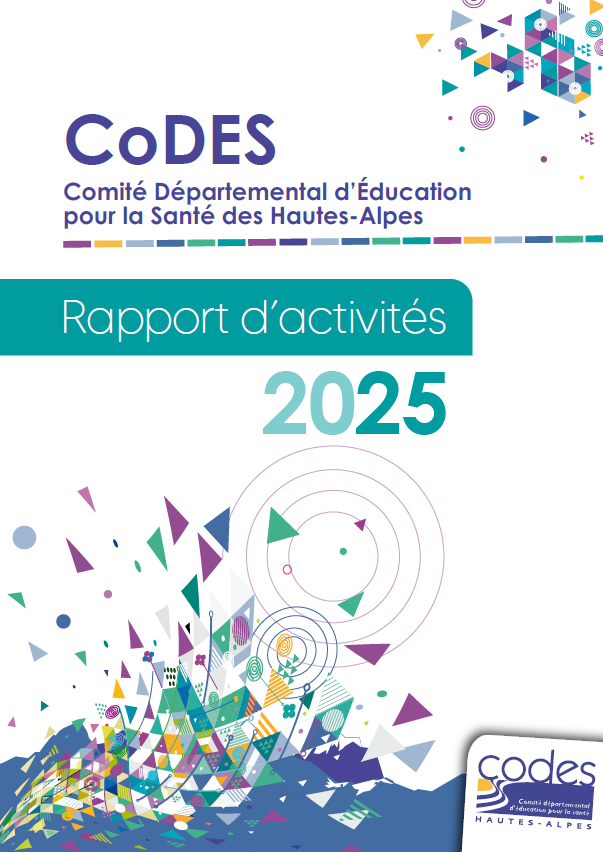 CoDES
Comité Départemental d'Éducation
pour la Santé des Hautes-Alpes
Rapport d'activités
2025
codes
Comité départemental
d'éducation pour la santé
HAUTES-ALPES